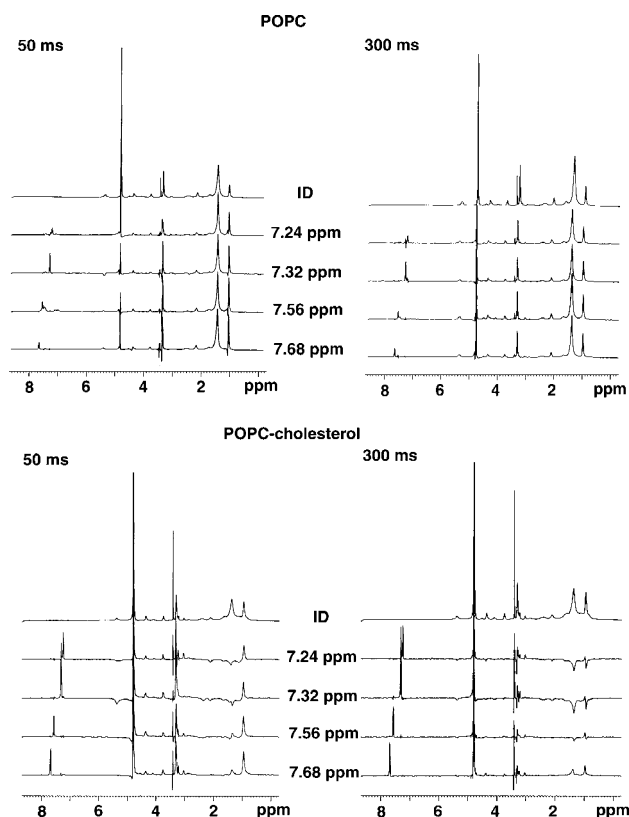 POPC
50 ms
300 ms
ID
7.24 ppm
7.32 ppm
7.56 ppm
7.68 ppm
8 6 4 2 ppm
8 6 4 2 ppm
POPC-cholesterol
50 ms
300 ms
ID
7.24 ppm
7.32 ppm
7.56 ppm
7.68 ppm
8 6 4 2 ppm
8 6 4 2 ppm